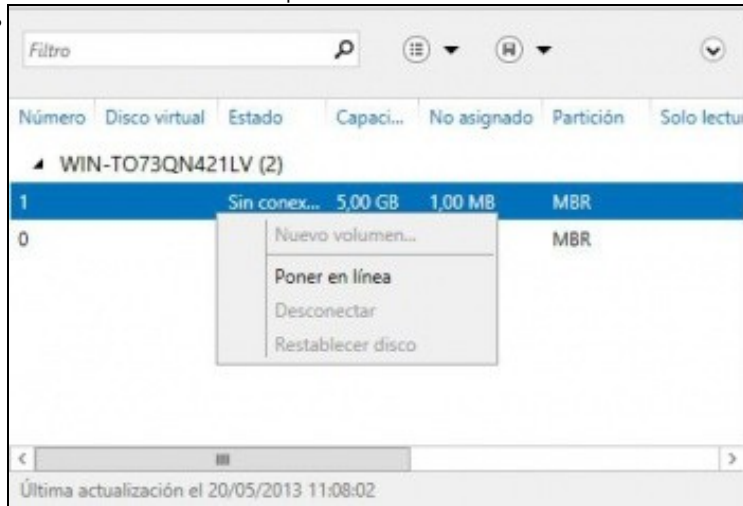 Filtro
Número Disco virtual Estado Capaci... No asignado Partición Solo lectu
WIN-TO73QN421LV (2)
1 Sin conex... 5,00 GB 1,00 MB MBR
0 MBR
Nuevo volumen...
Poner en línea
Desconectar
Restablecer disco
Última actualización el 20/05/2013 11:08:02